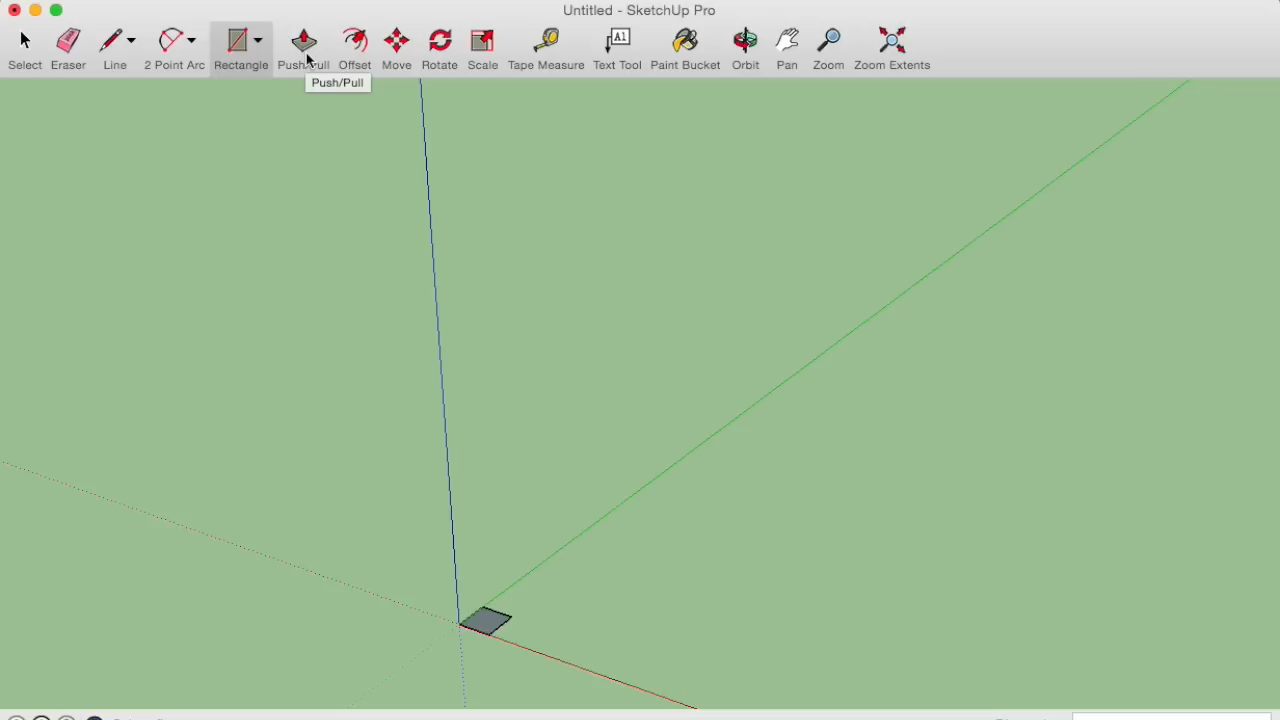 Untitled - SketchUp Pro
A1
Select Eraser Line 2 Point Arc Rectangle Push/Pull Offset Move Rotate Scale Tape Measure Text Tool Paint Bucket Orbit Pan Zoom Zoom Extents
Push/Pull